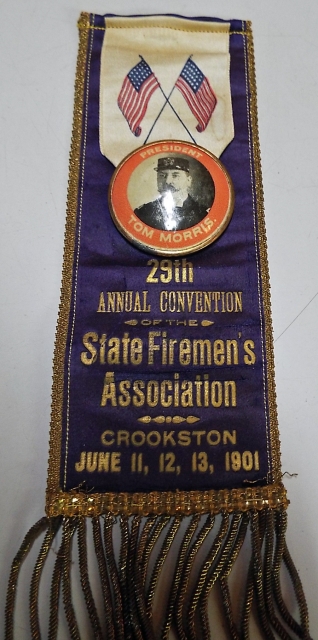 PRESIDENT
TOM MORRIS.
29th
ANNUAL CONVENTION
OF THE
State Firemen's
Association
CROOKSTON
JUNE 11, 12, 13, 1901